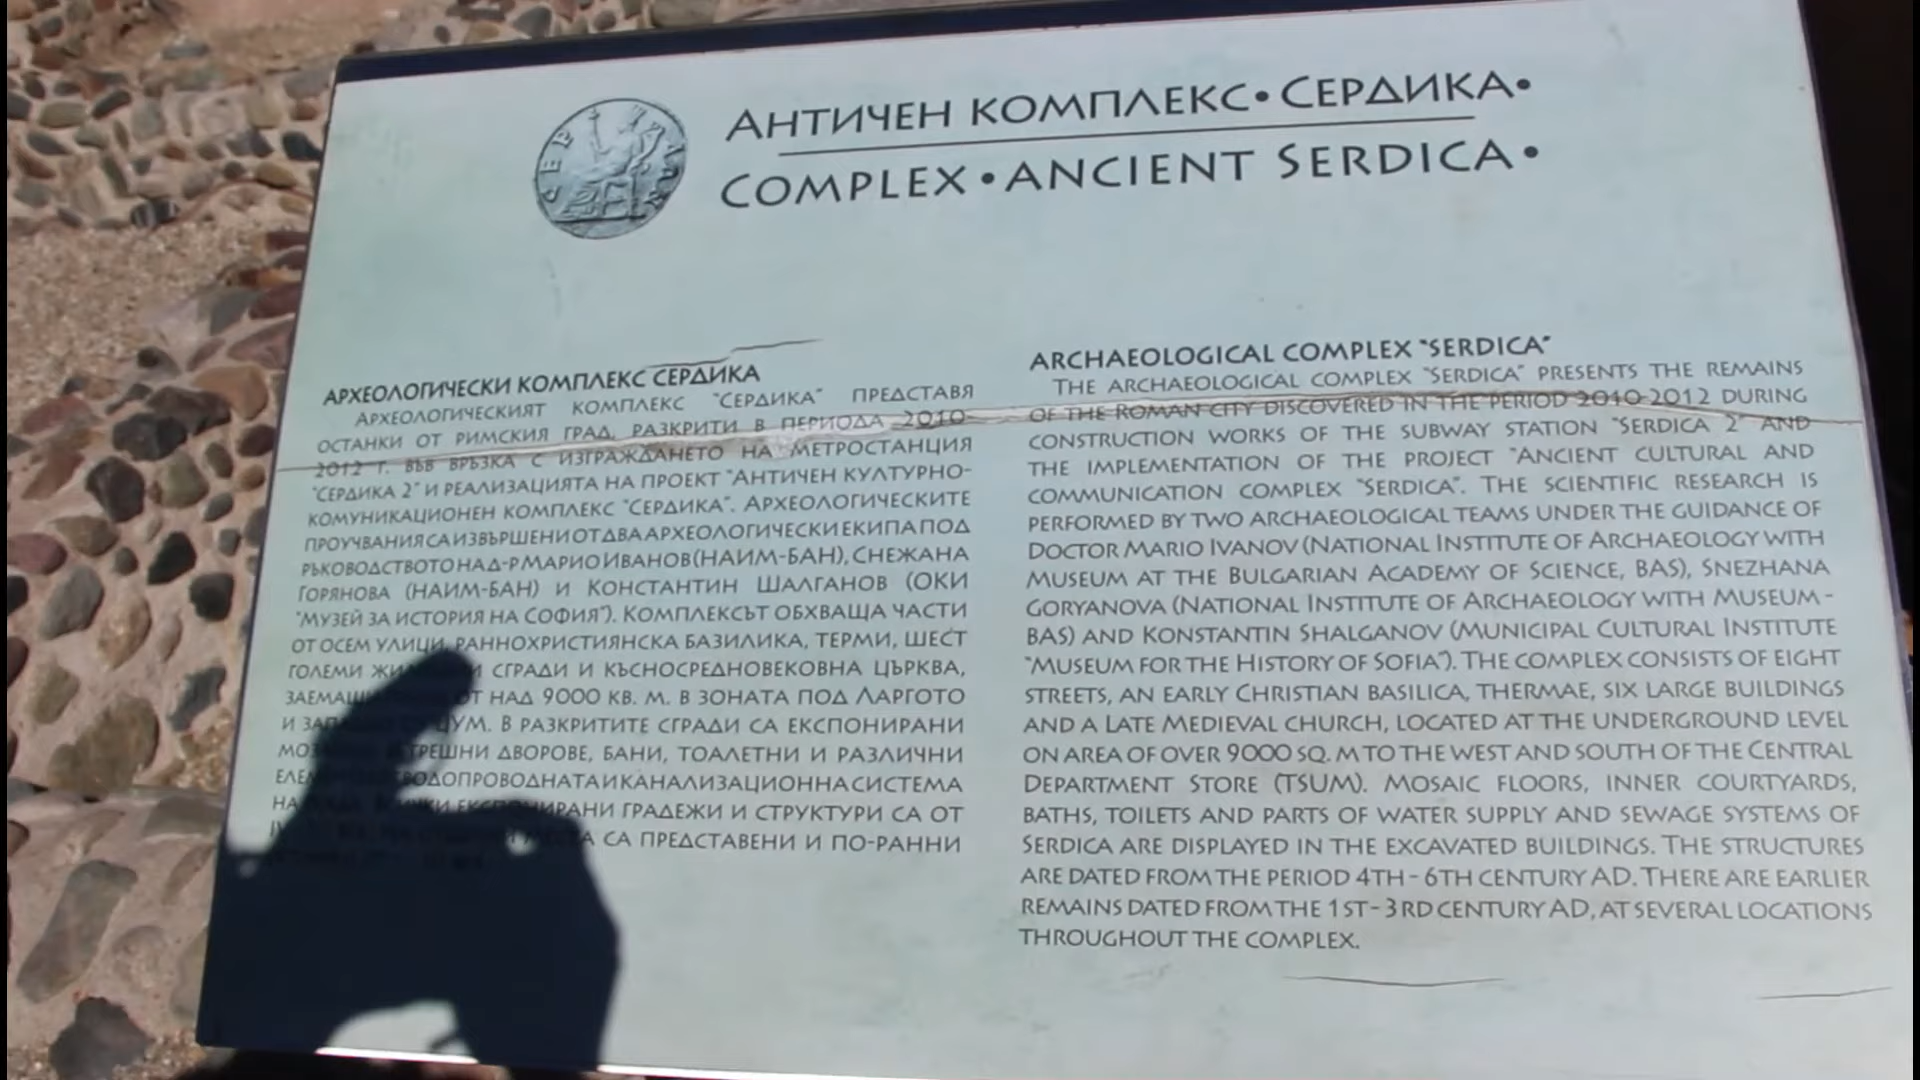 АНТИЧЕН КОМПЛЕКС • СЕРДИКА •
COMPLEX • ANCIENT SERDICA •
АРХЕОЛОГИЧЕСКИ КОМПЛЕКС СЕРДИКА
АРХЕОЛОГИЧЕСКИЯТ КОМПЛЕКС "СЕРДИКА" ПРЕДСТАВЯ
ОСТАНКИ ОТ РИМСКИЯ ГРАД, РАЗКРИТИ В ПЕРИОДА 2010-
2012 Г. ВЪВ ВРЪЗКА С ИЗГРАЖДАНЕТО НА МЕТРОСТАНЦИЯ
"СЕРДИКА 2" И РЕАЛИЗАЦИЯТА НА ПРОЕКТ "АНТИЧЕН КУЛТУРНО-
КОМУНИКАЦИОНЕН КОМПЛЕКС "СЕРДИКА". АРХЕОЛОГИЧЕСКИТЕ
ПРОУЧВАНИЯ СА ИЗВЪРШЕНИ ОТ ДВА АРХЕОЛОГИЧЕСКИ ЕКИПА ПОД
РЪКОВОДСТВОТО НА Д-Р МАРИО ИВАНОВ (НАИМ-БАН), СНЕЖАНА
ГОРЯНОВА (НАИМ-БАН) И КОНСТАНТИН ШАЛГАНОВ (ОКИ
"МУЗЕЙ ЗА ИСТОРИЯ НА СОФИЯ"). КОМПЛЕКСЪТ ОБХВАЩА ЧАСТИ
ОТ ОСЕМ УЛИЦИ, РАННОХРИСТИЯНСКА БАЗИЛИКА, ТЕРМИ, ШЕСТ
ГОЛЕМИ СГРАДИ И КЪСНОСРЕДНОВЕКОВНА ЦЪРКВА,
ОТ НАД 9000 КВ. М. В ЗОНАТА ПОД ЛАРГОТО
И ЦУМ. В РАЗКРИТИТЕ СГРАДИ СА ЕКСПОНИРАНИ
ДВОРОВЕ, БАНИ, ТОАЛЕТНИ И РАЗЛИЧНИ
ВОДОПРОВОДНАТА И КАНАЛИЗАЦИОННА СИСТЕМА
НА ЕКСПОНИРАНИ ГРАДЕЖИ И СТРУКТУРИ СА ОТ
СА ПРЕДСТАВЕНИ И ПО-РАННИ
ARCHAEOLOGICAL COMPLEX "SERDICA"
THE ARCHAEOLOGICAL COMPLEX "SERDICA" PRESENTS THE REMAINS
OF THE ROMAN CITY DISCOVERED IN THE PERIOD 2010-2012 DURING
CONSTRUCTION WORKS OF THE SUBWAY STATION "SERDICA 2" AND
THE IMPLEMENTATION OF THE PROJECT "ANCIENT CULTURAL AND
COMMUNICATION COMPLEX "SERDICA". THE SCIENTIFIC RESEARCH IS
PERFORMED BY TWO ARCHAEOLOGICAL TEAMS UNDER THE GUIDANCE OF
DOCTOR MARIO IVANOV (NATIONAL INSTITUTE OF ARCHAEOLOGY WITH
MUSEUM AT THE BULGARIAN ACADEMY OF SCIENCE, BAS), SNEZHANA
GORYANOVA (NATIONAL INSTITUTE OF ARCHAEOLOGY WITH MUSEUM -
BAS) AND KONSTANTIN SHALGANOV (MUNICIPAL CULTURAL INSTITUTE
"MUSEUM FOR THE HISTORY OF SOFIA"). THE COMPLEX CONSISTS OF EIGHT
STREETS, AN EARLY CHRISTIAN BASILICA, THERMAE, SIX LARGE BUILDINGS
AND A LATE MEDIEVAL CHURCH, LOCATED AT THE UNDERGROUND LEVEL
ON AREA OF OVER 9000 SQ. M TO THE WEST AND SOUTH OF THE CENTRAL
DEPARTMENT STORE (TSUM). MOSAIC FLOORS, INNER COURTYARDS,
BATHS, TOILETS AND PARTS OF WATER SUPPLY AND SEWAGE SYSTEMS OF
SERDICA ARE DISPLAYED IN THE EXCAVATED BUILDINGS. THE STRUCTURES
ARE DATED FROM THE PERIOD 4TH - 6TH CENTURY AD. THERE ARE EARLIER
REMAINS DATED FROM THE 1ST - 3RD CENTURY AD, AT SEVERAL LOCATIONS
THROUGHOUT THE COMPLEX.